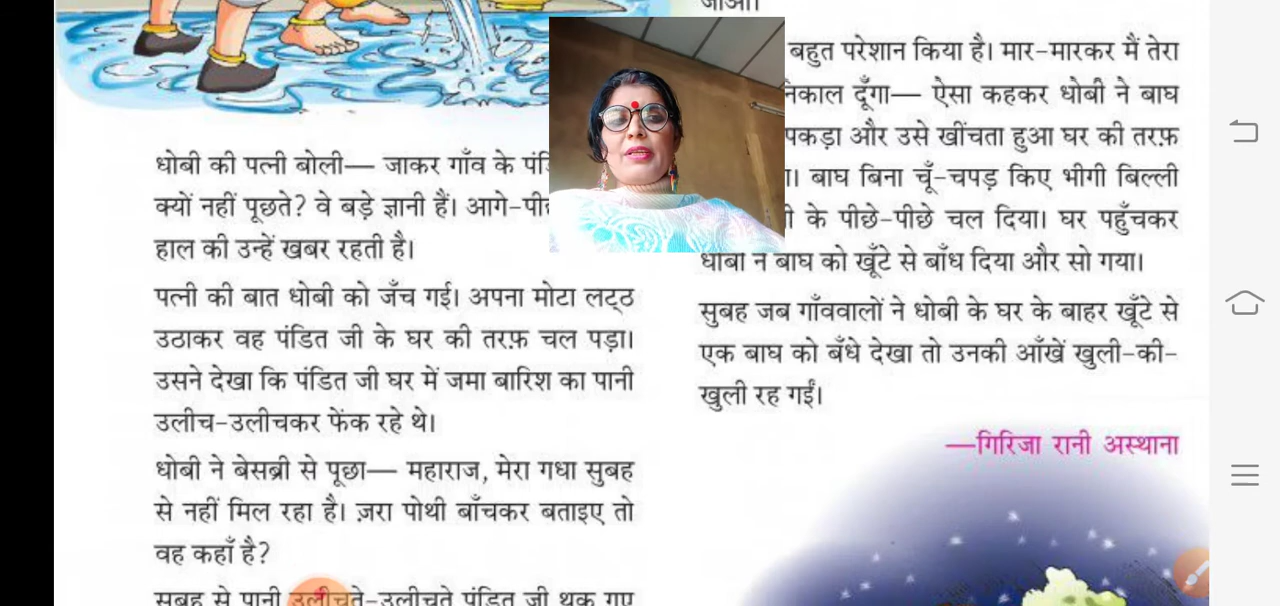 धोबी की पत्नी बोली— जाकर गाँव के
क्यों नहीं पूछते? वे बड़े ज्ञानी हैं।
हाल की उन्हें खबर रहती है।
पत्नी की बात धोबी को जँच गई। अपना मोटा लट्ठ
उठाकर वह पंडित जी के घर की तरफ़ चल पड़ा।
उसने देखा कि पंडित जी घर में जमा बारिश का पानी
उलीच-उलीचकर फेंक रहे थे।
धोबी ने बेसब्री से पूछा— महाराज, मेरा गधा सुबह
से नहीं मिल रहा है। ज़रा पोथी बाँचकर बताइए तो
वह कहाँ है?
सुबह से पानी उलीचते-उलीचते पंडित जी थक गए
बहुत परेशान किया है। मार-मारकर मैं तेरा
दूँगा— ऐसा कहकर धोबी ने बाघ
पकड़ा और उसे खींचता हुआ घर की तरफ़
बाघ बिना चूँ-चपड़ किए भीगी बिल्ली
के पीछे-पीछे चल दिया। घर पहुँचकर
धोबी ने बाघ को खूँटे से बाँध दिया और सो गया।
सुबह जब गाँववालों ने धोबी के घर के बाहर खूँटे से
एक बाघ को बँधे देखा तो उनकी आँखें खुली-की-
खुली रह गईं।
—गिरिजा रानी अस्थाना